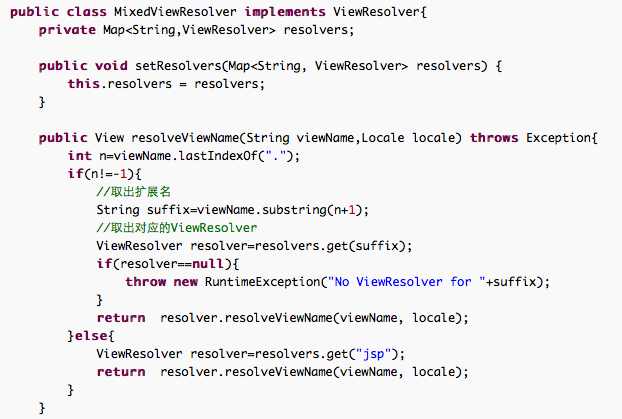 public class MixedViewResolver implements ViewResolver{
    private Map<String,ViewResolver> resolvers;

    public void setResolvers(Map<String, ViewResolver> resolvers) {
        this.resolvers = resolvers;
    }

    public View resolveViewName(String viewName,Locale locale) throws Exception{
        int n=viewName.lastIndexOf(".");
        if(n!=-1){
            //取出扩展名
            String suffix=viewName.substring(n+1);
            //取出对应的ViewResolver
            ViewResolver resolver=resolvers.get(suffix);
            if(resolver==null){
                throw new RuntimeException("No ViewResolver for "+suffix);
            }
            return  resolver.resolveViewName(viewName, locale);
        }else{
            ViewResolver resolver=resolvers.get("jsp");
            return  resolver.resolveViewName(viewName, locale);
        }
    }